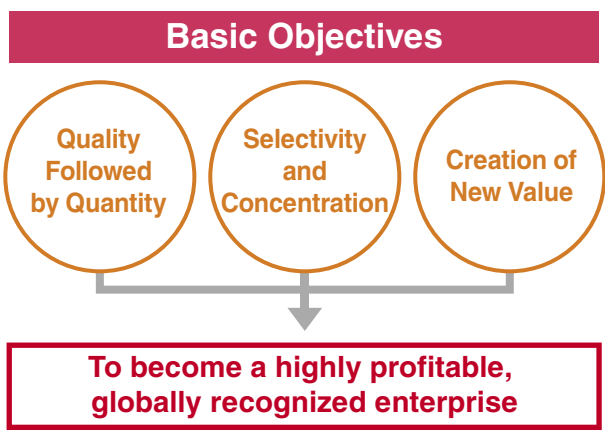 Basic Objectives
Quality
Followed
by Quantity
Selectivity
and
Concentration
Creation of
New Value
To become a highly profitable,
globally recognized enterprise